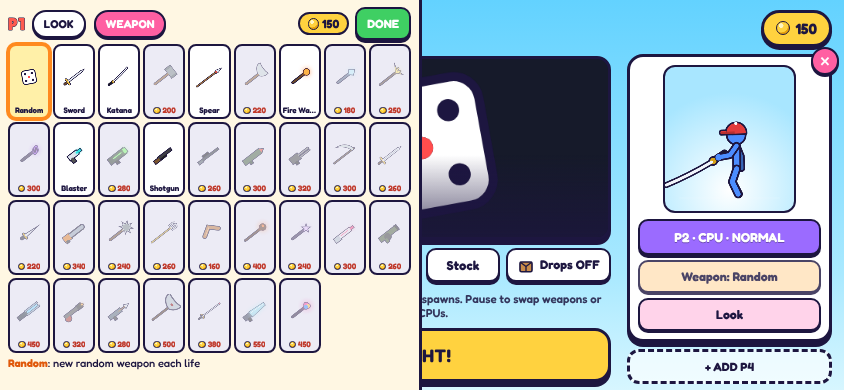 P1 LOOK WEAPON 150 DONE
Random Sword Katana 200 Spear 220 Fire Wa... 180 250
300 Blaster 280 Shotgun 260 300 320 300 260
220 340 240 260 160 400 240 300 260
450 320 280 500 380 550 450
Random: new random weapon each life
150
×
P2 · CPU · NORMAL
Weapon: Random
Look
+ ADD P4
Stock Drops OFF
spawns. Pause to swap weapons or
CPUs.
HT!